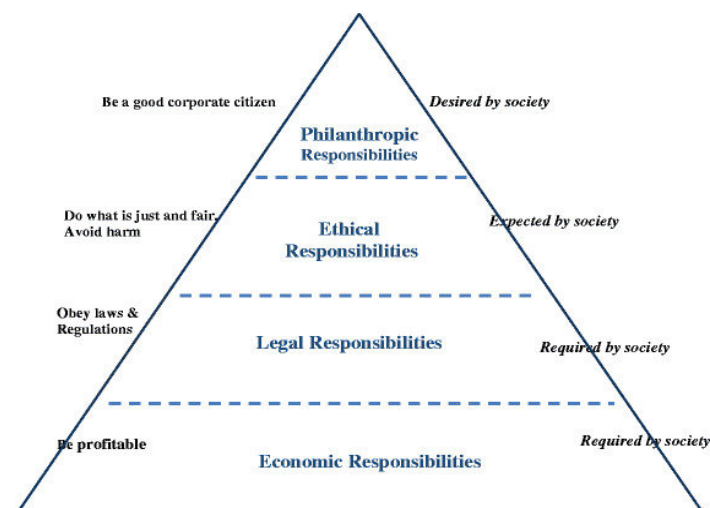 Be a good corporate citizen
Desired by society
Philanthropic
Responsibilities
Do what is just and fair,
Avoid harm
Expected by society
Ethical
Responsibilities
Obey laws &
Regulations
Legal Responsibilities
Required by society
Be profitable
Required by society
Economic Responsibilities